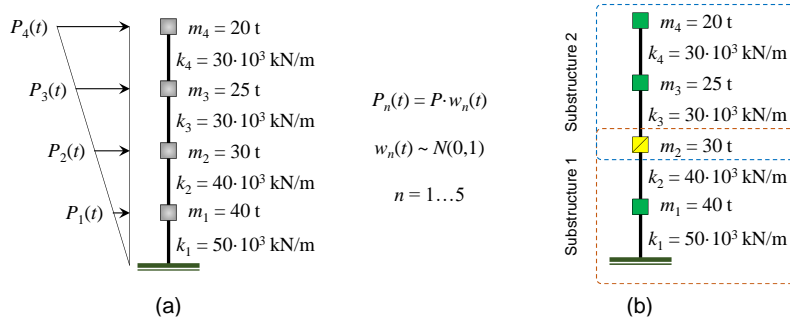 P4(t)
m4 = 20 t
k4 = 30·10³ kN/m
P3(t)
m3 = 25 t
k3 = 30·10³ kN/m
P2(t)
m2 = 30 t
k2 = 40·10³ kN/m
P1(t)
m1 = 40 t
k1 = 50·10³ kN/m
(a)
Pn(t) = P·wn(t)
wn(t) ~ N(0,1)
n = 1…5
Substructure 2
Substructure 1
m4 = 20 t
k4 = 30·10³ kN/m
m3 = 25 t
k3 = 30·10³ kN/m
m2 = 30 t
k2 = 40·10³ kN/m
m1 = 40 t
k1 = 50·10³ kN/m
(b)